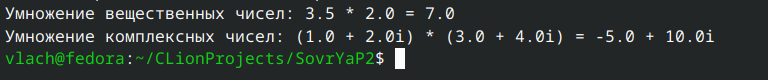 Умножение вещественных чисел: 3.5 * 2.0 = 7.0
Умножение комплексных чисел: (1.0 + 2.0i) * (3.0 + 4.0i) = -5.0 + 10.0i
vlach@fedora:~/CLionProjects/SovrYaP2$